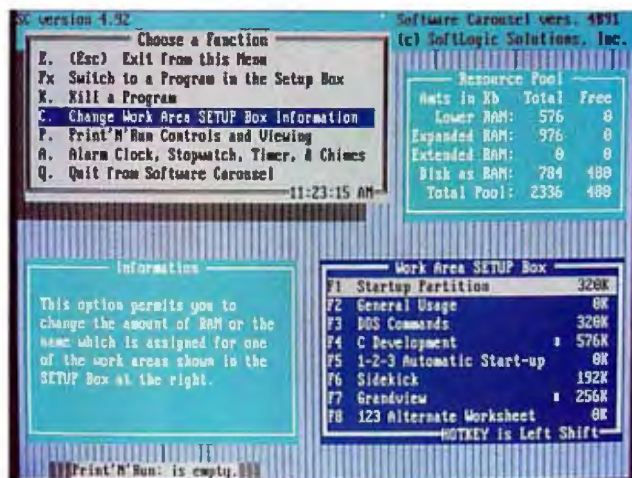 SC version 4.92
Software Carousel vers. 4891
(c) SoftLogic Solutions, Inc.
Choose a Function
E. (Esc) Exit from this Menu
Fx Switch to a Program in the Setup Box
K. Kill a Program
C. Change Work Area SETUP Box Information
P. Print'N'Run Controls and Viewing
A. Alarm Clock, Stopwatch, Timer, & Chimes
Q. Quit from Software Carousel
11:23:15 AM
Resource Pool
Amts in Kb Total Free
Lower RAM: 576 0
Expanded RAM: 976 0
Extended RAM: 0 0
Disk as RAM: 784 480
Total Pool: 2336 480
Information
This option permits you to
change the amount of RAM or the
name which is assigned for one
of the work areas shown in the
SETUP Box at the right.
Work Area SETUP Box
F1 Startup Partition 320K
F2 General Usage 0K
F3 DOS Commands 320K
F4 C Development 576K
F5 1-2-3 Automatic Start-up 0K
F6 Sidekick 192K
F7 Grandview 256K
F8 123 Alternate Worksheet 0K
HOTKEY is Left Shift
Print'N'Run: is empty.